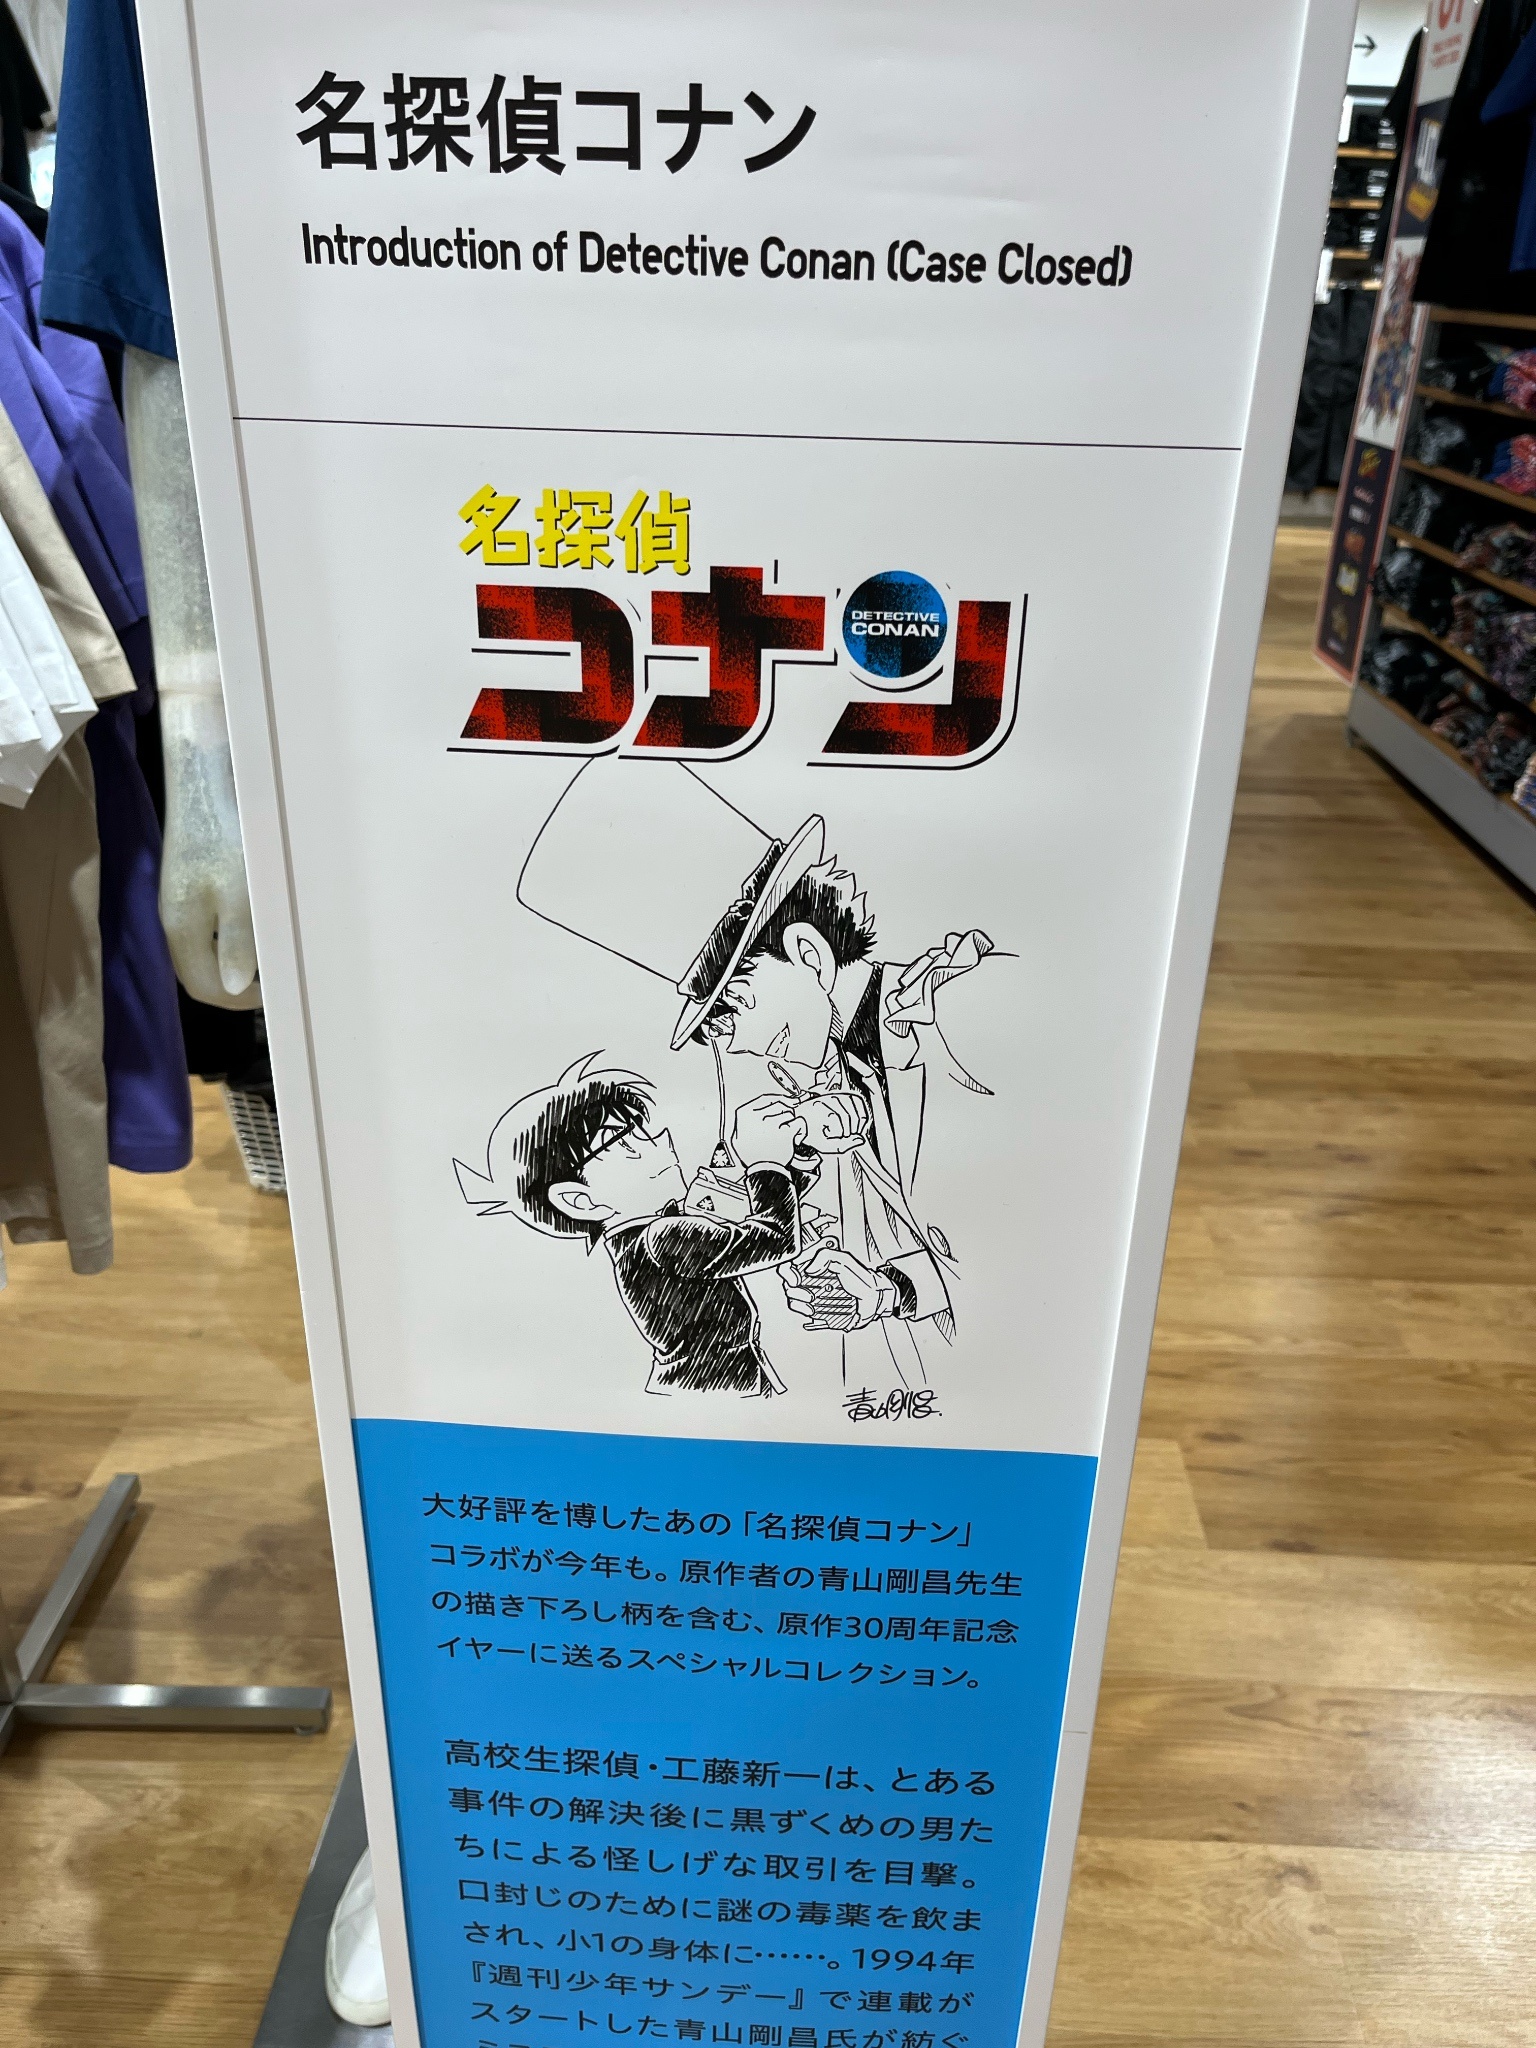 名探偵コナン
Introduction of Detective Conan (Case Closed)
名探偵
コナン
DETECTIVE
CONAN
青山剛昌
大好評を博したあの「名探偵コナン」
コラボが今年も。原作者の青山剛昌先生
の描き下ろし柄を含む、原作30周年記念
イヤーに送るスペシャルコレクション。
高校生探偵・工藤新一は、とある
事件の解決後に黒ずくめの男た
ちによる怪しげな取引を目撃。
口封じのために謎の毒薬を飲ま
され、小1の身体に……。1994年
『週刊少年サンデー』で連載が
スタートした青山剛昌氏が紡ぐ